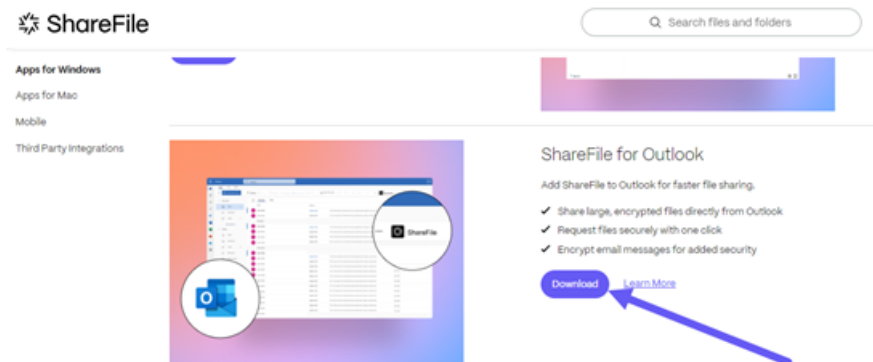 ShareFile
Search files and folders
Apps for Windows
Apps for Mac
Mobile
Third Party Integrations
ShareFile
ShareFile for Outlook
Add ShareFile to Outlook for faster file sharing.
✓ Share large, encrypted files directly from Outlook
✓ Request files securely with one click
✓ Encrypt email messages for added security
Download
Learn More